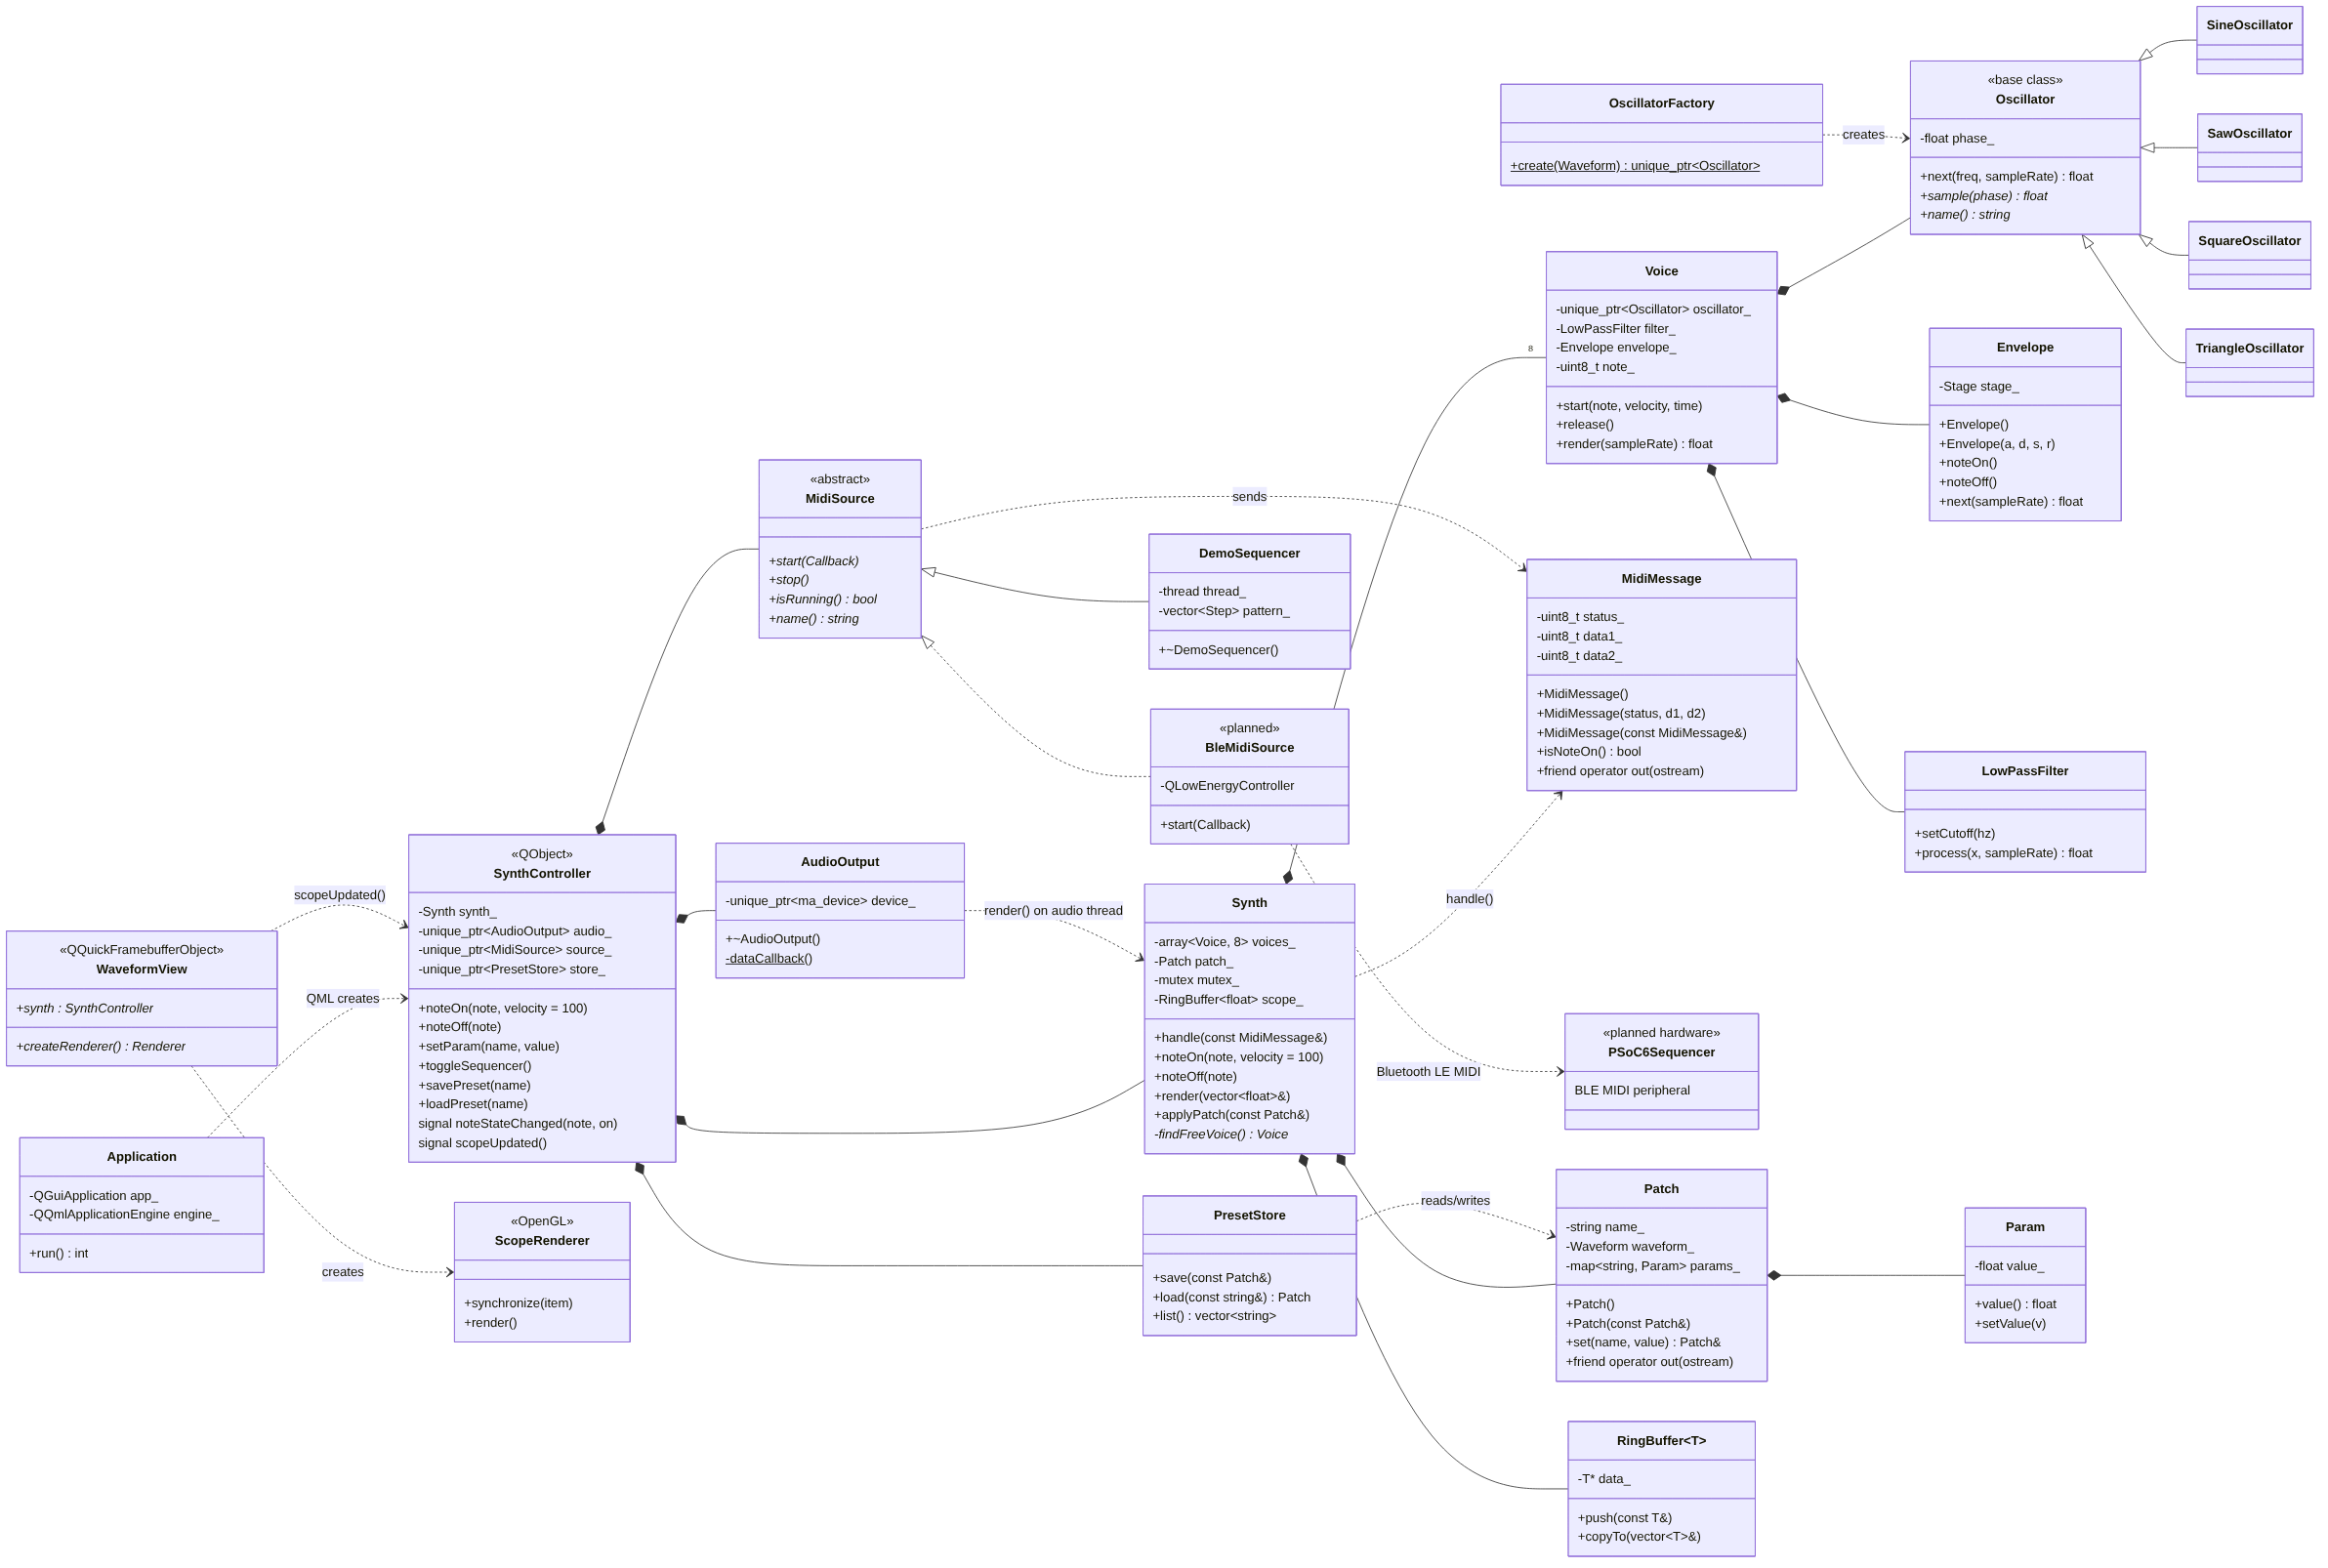 SineOscillator
«base class»
Oscillator
-float phase_
+next(freq, sampleRate) : float
+sample(phase) : float
+name() : string
OscillatorFactory
+create(Waveform) : unique_ptr<Oscillator>
creates
SawOscillator
SquareOscillator
TriangleOscillator
Voice
-unique_ptr<Oscillator> oscillator_
-LowPassFilter filter_
-Envelope envelope_
-uint8_t note_
+start(note, velocity, time)
+release()
+render(sampleRate) : float
8
Envelope
-Stage stage_
+Envelope()
+Envelope(a, d, s, r)
+noteOn()
+noteOff()
+next(sampleRate) : float
«abstract»
MidiSource
+start(Callback)
+stop()
+isRunning() : bool
+name() : string
sends
DemoSequencer
-thread thread_
-vector<Step> pattern_
+~DemoSequencer()
MidiMessage
-uint8_t status_
-uint8_t data1_
-uint8_t data2_
+MidiMessage()
+MidiMessage(status, d1, d2)
+MidiMessage(const MidiMessage&)
+isNoteOn() : bool
+friend operator out(ostream)
«planned»
BleMidiSource
-QLowEnergyController
+start(Callback)
LowPassFilter
+setCutoff(hz)
+process(x, sampleRate) : float
«QObject»
SynthController
-Synth synth_
-unique_ptr<AudioOutput> audio_
-unique_ptr<MidiSource> source_
-unique_ptr<PresetStore> store_
+noteOn(note, velocity = 100)
+noteOff(note)
+setParam(name, value)
+toggleSequencer()
+savePreset(name)
+loadPreset(name)
signal noteStateChanged(note, on)
signal scopeUpdated()
AudioOutput
-unique_ptr<ma_device> device_
+~AudioOutput()
-dataCallback()
render() on audio thread
scopeUpdated()
«QQuickFramebufferObject»
WaveformView
+synth : SynthController
+createRenderer() : Renderer
QML creates
Synth
-array<Voice, 8> voices_
-Patch patch_
-mutex mutex_
-RingBuffer<float> scope_
+handle(const MidiMessage&)
+noteOn(note, velocity = 100)
+noteOff(note)
+render(vector<float>&)
+applyPatch(const Patch&)
-findFreeVoice() : Voice
handle()
Bluetooth LE MIDI
«planned hardware»
PSoC6Sequencer
BLE MIDI peripheral
Application
-QGuiApplication app_
-QQmlApplicationEngine engine_
+run() : int
creates
«OpenGL»
ScopeRenderer
+synchronize(item)
+render()
PresetStore
+save(const Patch&)
+load(const string&) : Patch
+list() : vector<string>
reads/writes
Patch
-string name_
-Waveform waveform_
-map<string, Param> params_
+Patch()
+Patch(const Patch&)
+set(name, value) : Patch&
+friend operator out(ostream)
Param
-float value_
+value() : float
+setValue(v)
RingBuffer<T>
-T* data_
+push(const T&)
+copyTo(vector<T>&)